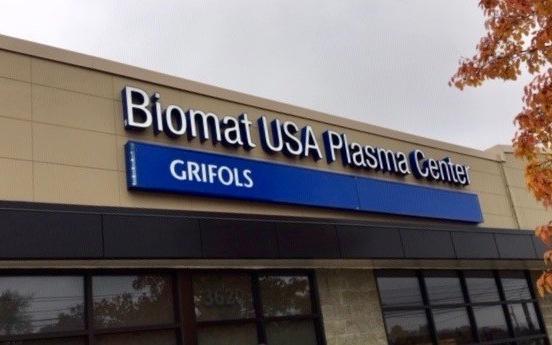 Biomat USA Plasma Center
GRIFOLS